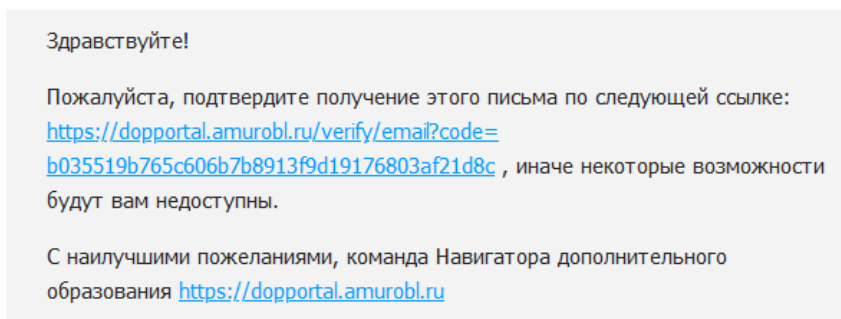 Здравствуйте!
Пожалуйста, подтвердите получение этого письма по следующей ссылке:
https://dopportal.amurobl.ru/verify/email?code=
b035519b765c606b7b8913f9d19176803af21d8c , иначе некоторые возможности
будут вам недоступны.
С наилучшими пожеланиями, команда Навигатора дополнительного
образования https://dopportal.amurobl.ru